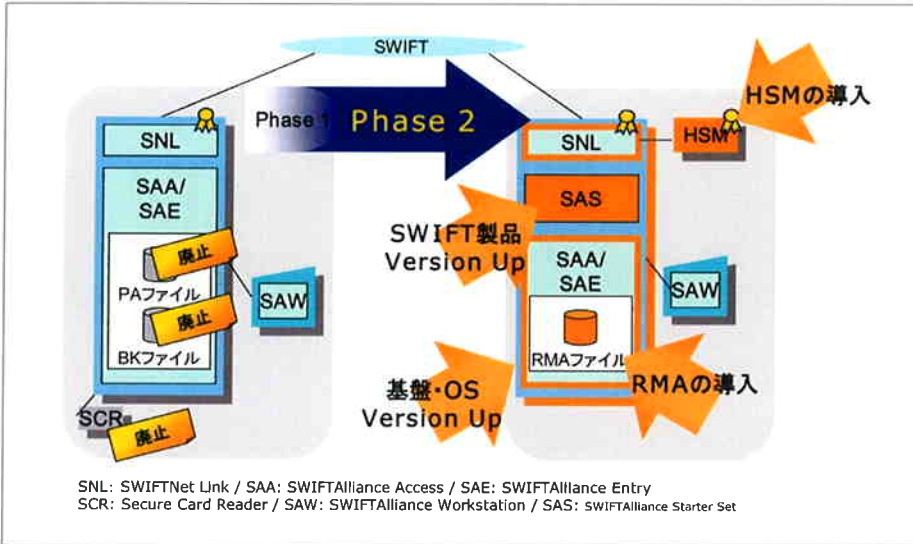 SWIFT
Phase 1
Phase 2
HSMの導入
SNL
SAA/
SAE
廃止
PAファイル
廃止
BKファイル
SAW
SCR
廃止
SNL
HSM
SAS
SWIFT製品
Version Up
SAA/
SAE
RMAファイル
SAW
基盤・OS
Version Up
RMAの導入
SNL: SWIFTNet Link / SAA: SWIFTAlliance Access / SAE: SWIFTAlliance Entry
SCR: Secure Card Reader / SAW: SWIFTAlliance Workstation / SAS: SWIFTAlliance Starter Set